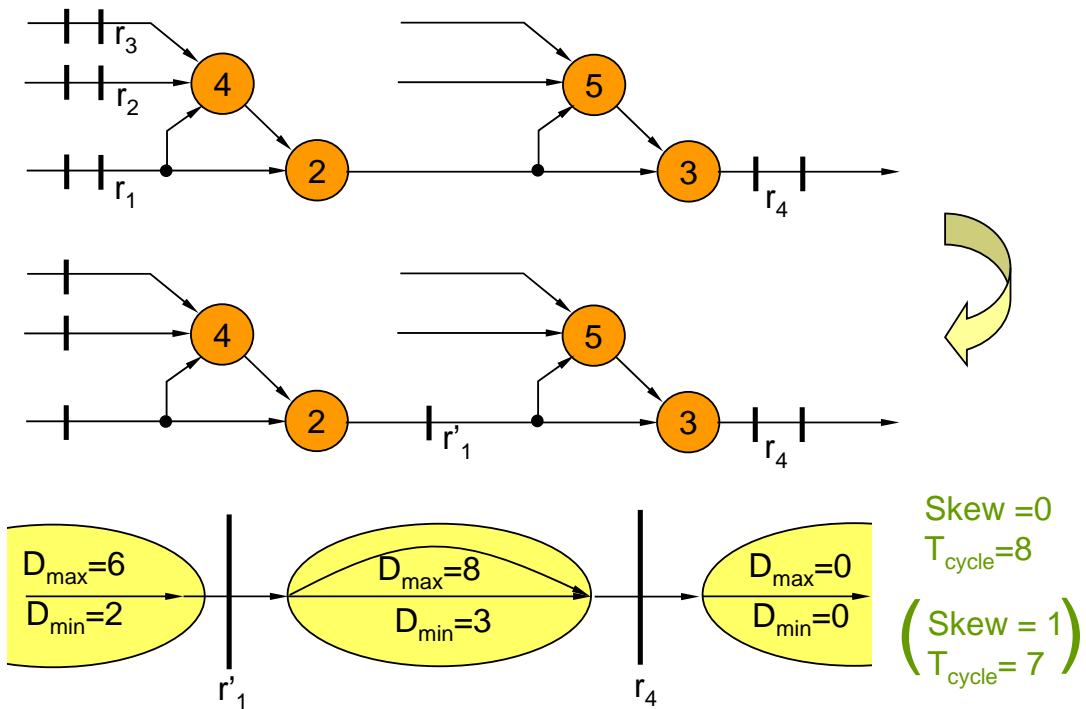 r3
4
5
r2
2
3
r1
r4
4
5
2
3
r'1
r4
Dmax=6
Dmin=2
Dmax=8
Dmin=3
Dmax=0
Dmin=0
r'1
r4
Skew =0
Tcycle=8
(Skew = 1
Tcycle= 7)